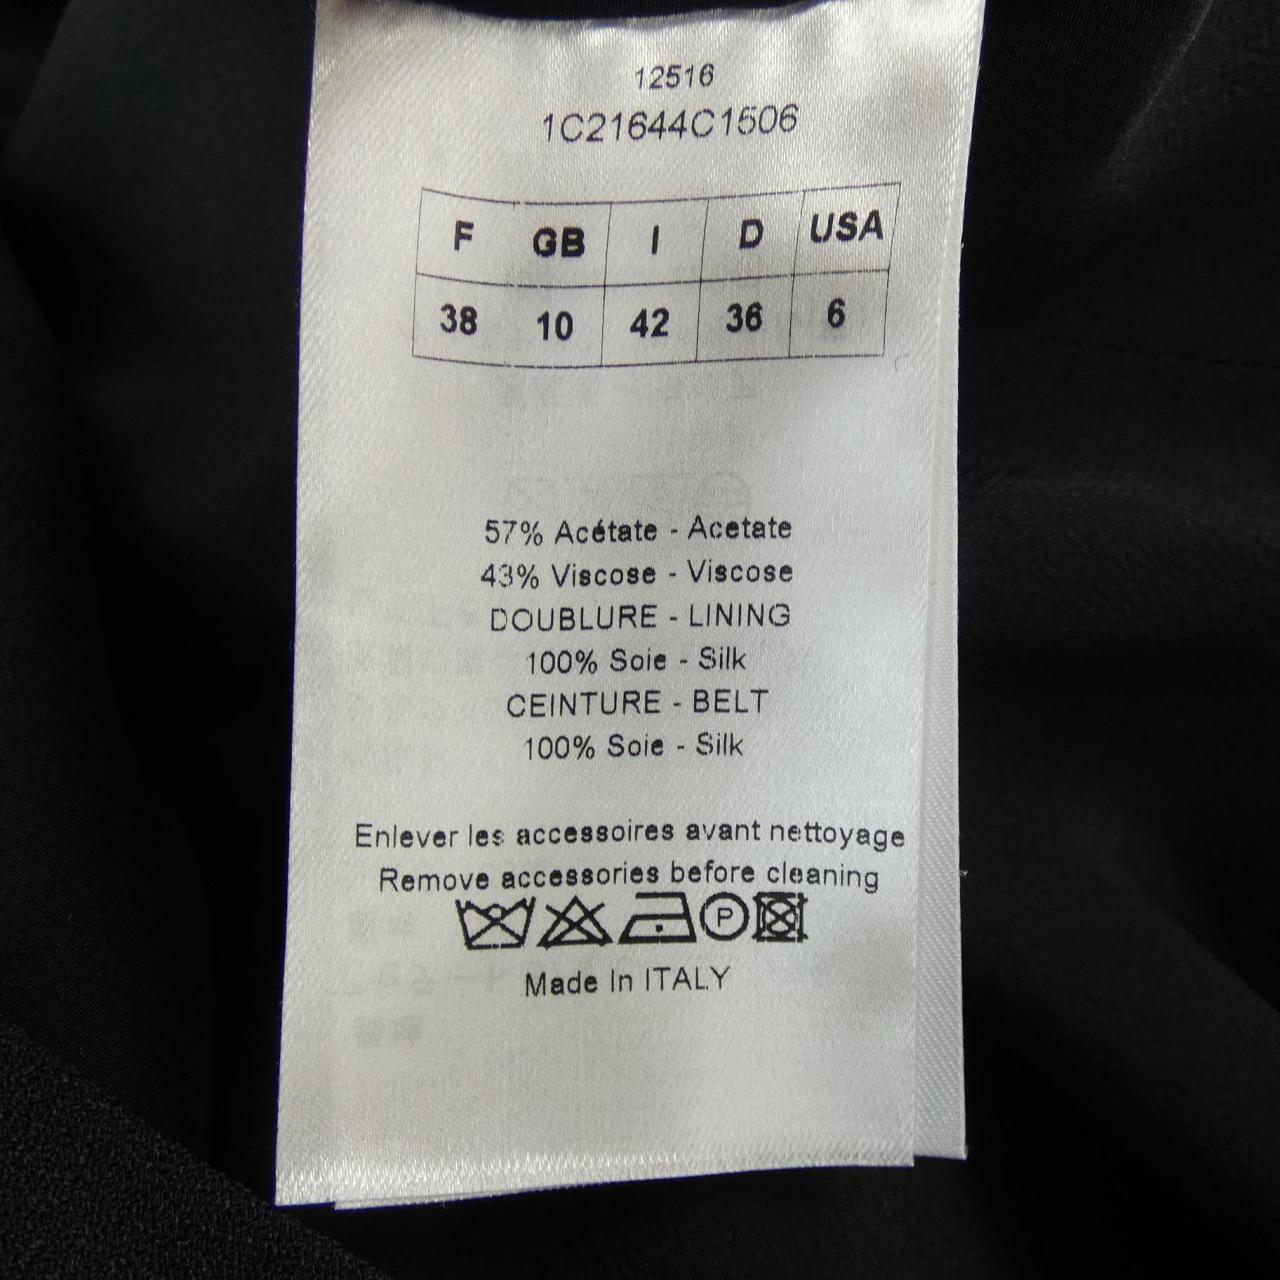 12516
1C21644C1506
F GB I D USA
38 10 42 36 6
57% Acétate - Acetate
43% Viscose - Viscose
DOUBLURE - LINING
100% Soie - Silk
CEINTURE - BELT
100% Soie - Silk
Enlever les accessoires avant nettoyage
Remove accessories before cleaning
P
Made In ITALY